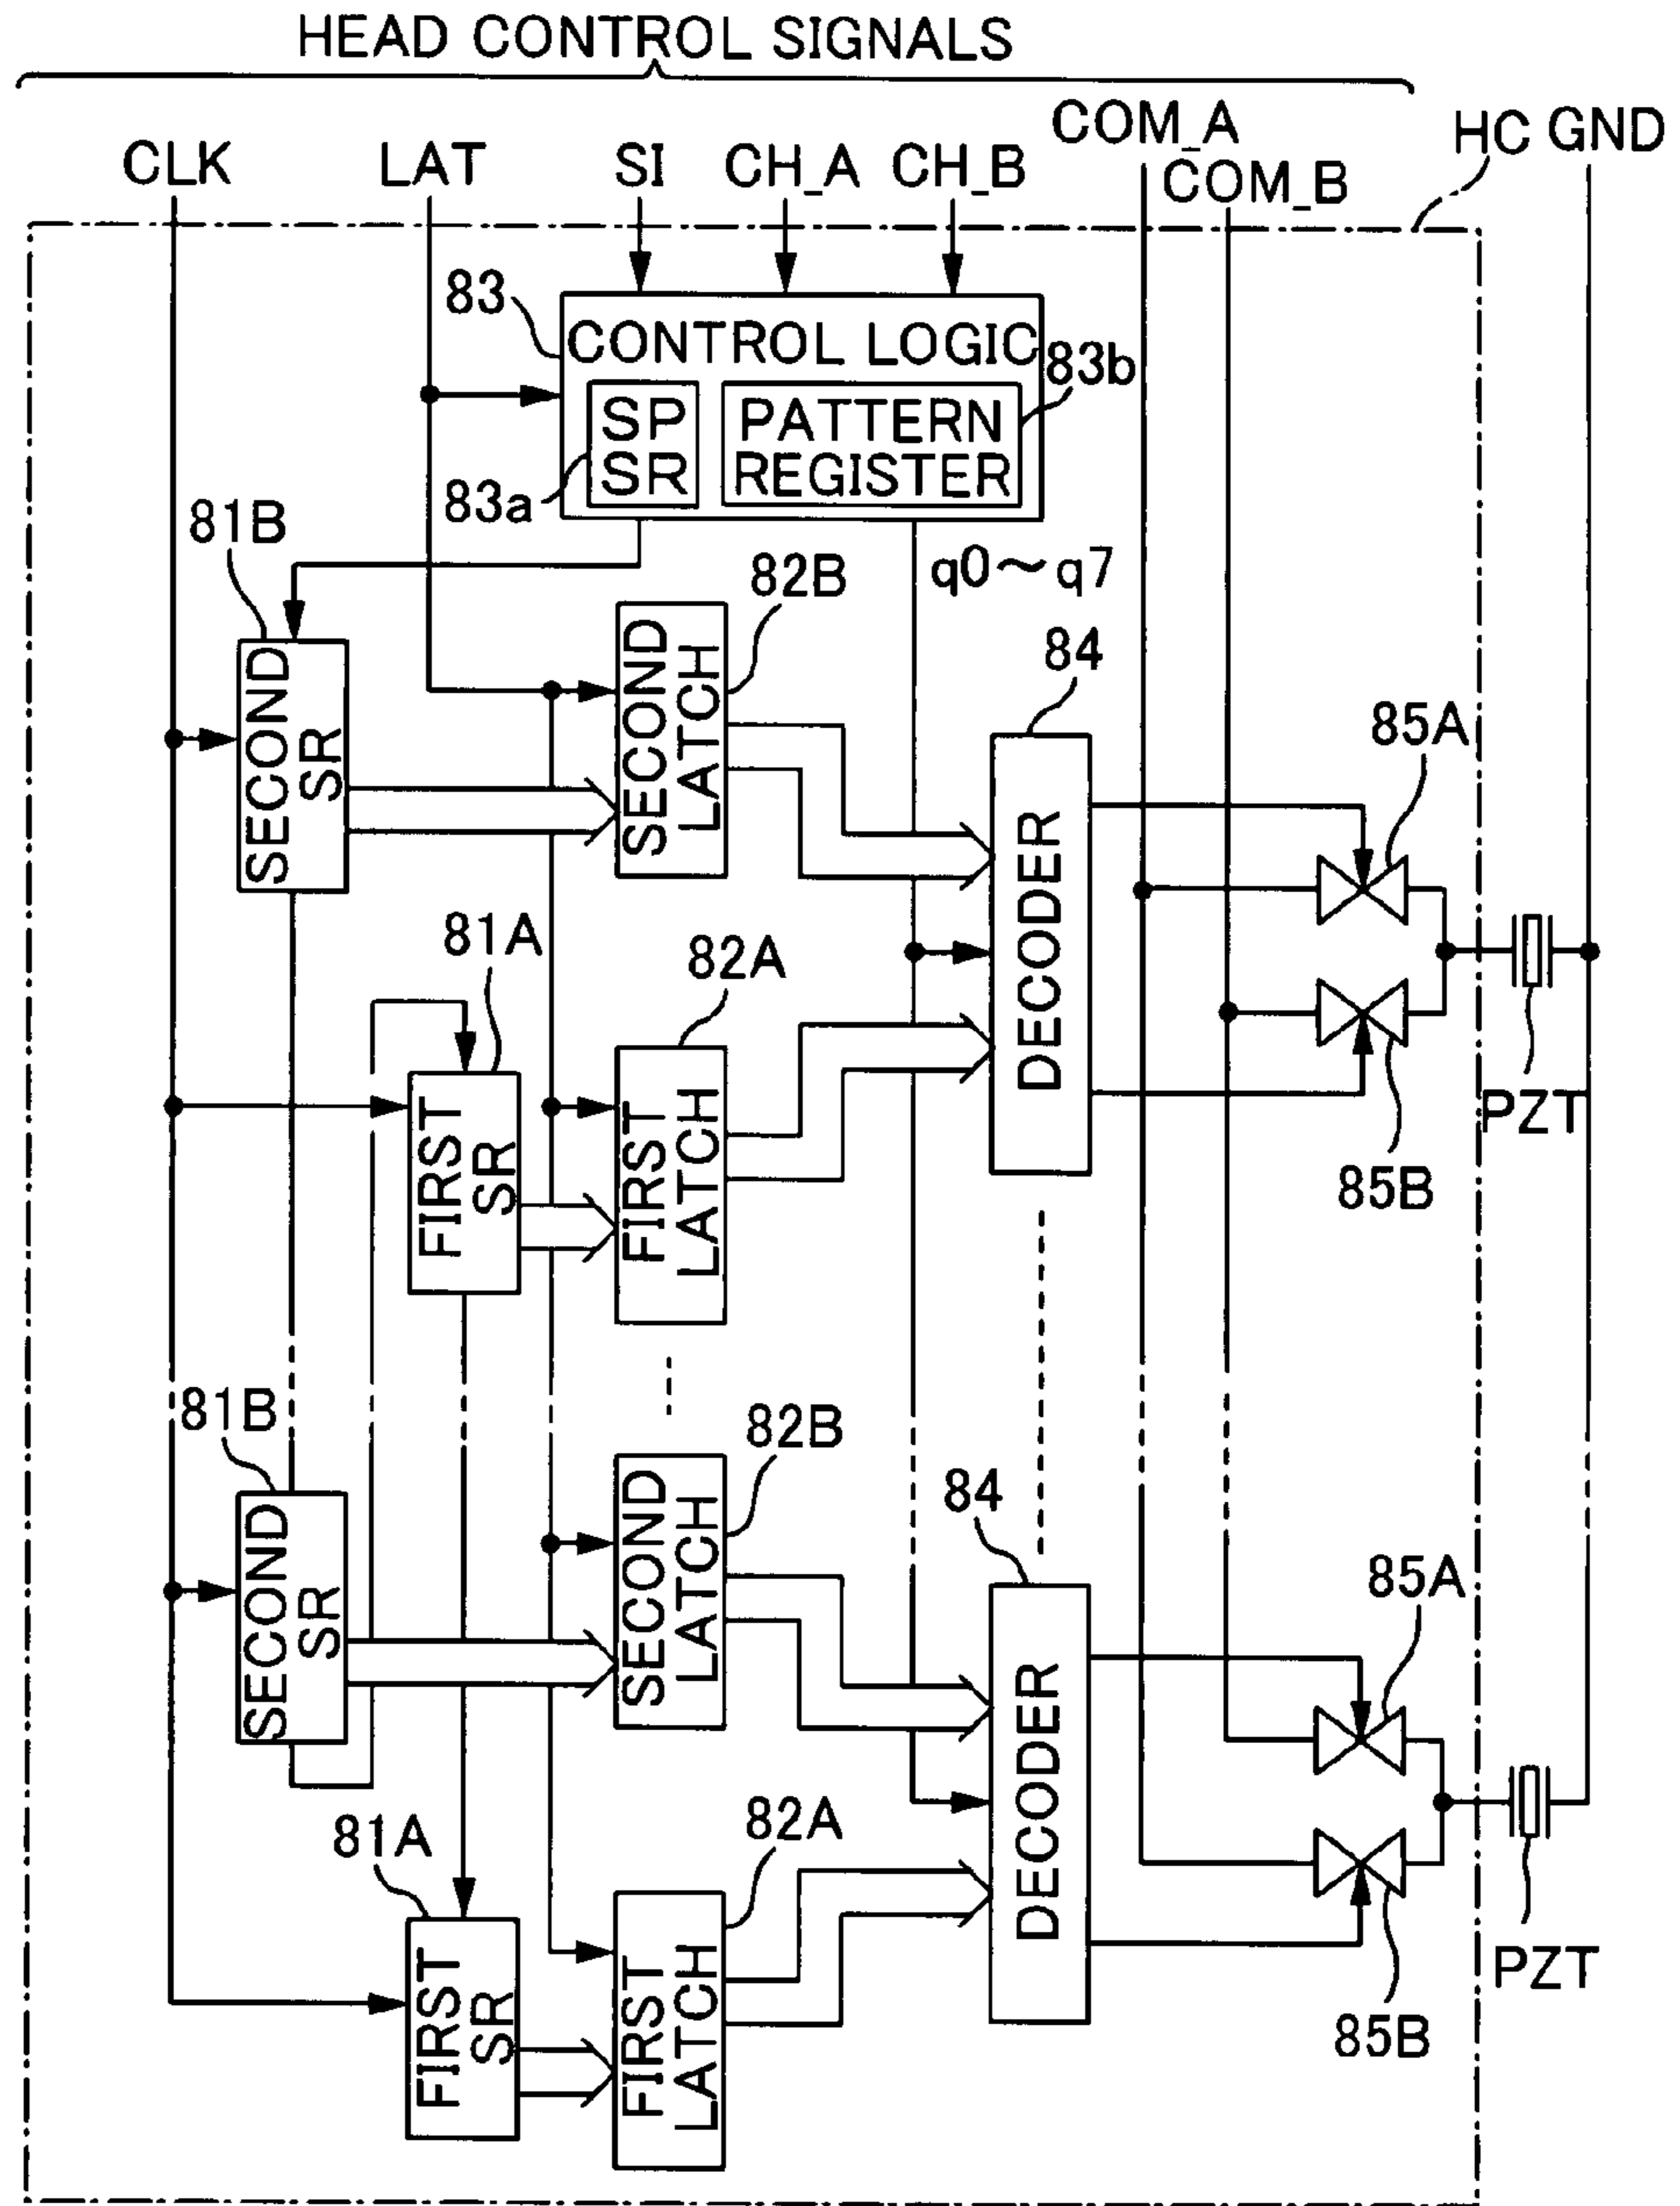 HEAD CONTROL SIGNALS
CLK
LAT
SI
CH_A
CH_B
COM_A
COM_B
HC
GND
83
CONTROL LOGIC
83b
SP
SR
PATTERN
REGISTER
83a
81B
82B
q0～q7
84
SECOND
SR
SECOND
LATCH
DECODER
85A
81A
82A
FIRST
SR
FIRST
LATCH
PZT
85B
81B
82B
84
SECOND
SR
SECOND
LATCH
DECODER
85A
81A
82A
FIRST
SR
FIRST
LATCH
PZT
85B